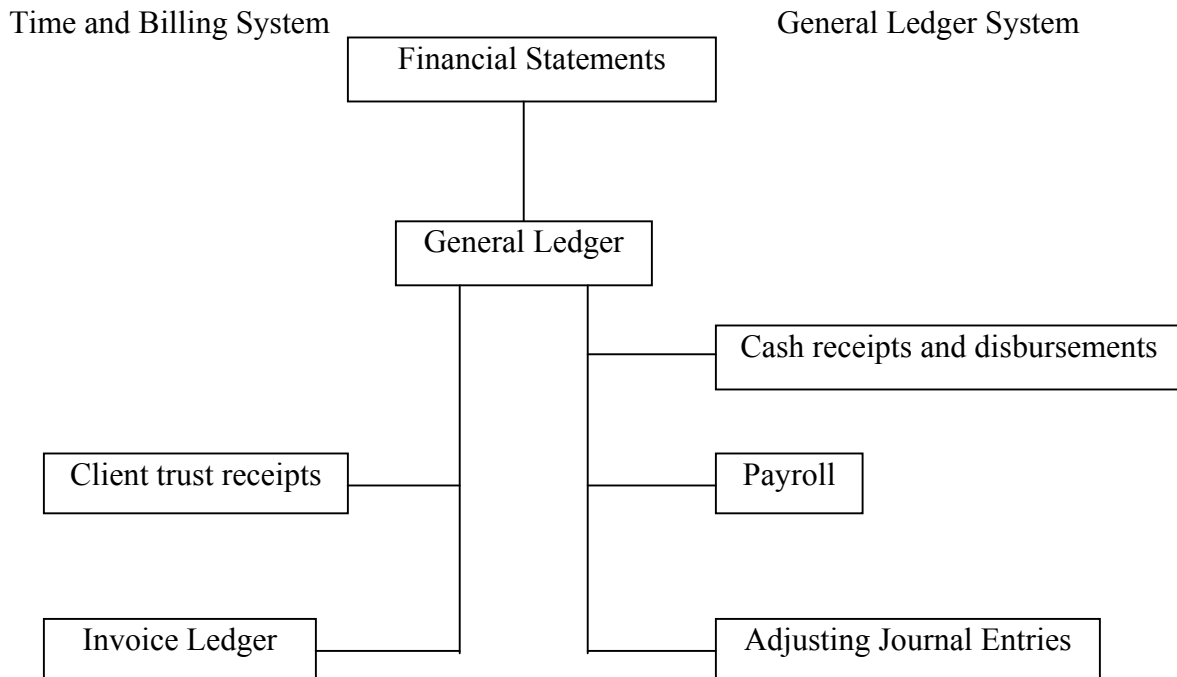 Time and Billing System
General Ledger System
Financial Statements
General Ledger
Cash receipts and disbursements
Client trust receipts
Payroll
Invoice Ledger
Adjusting Journal Entries